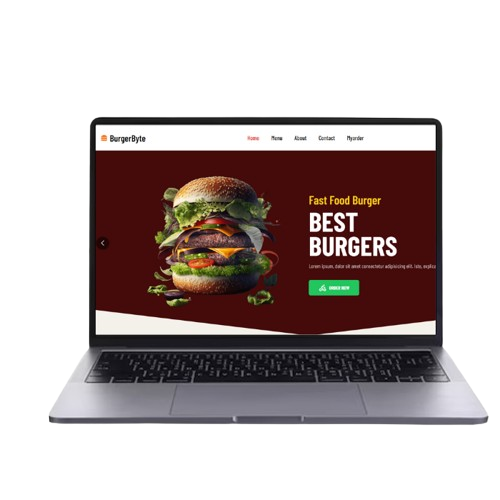 BurgerByte
Home Menu About Contact Myorder
Fast Food Burger
BEST
BURGERS
Lorem ipsum, dolor sit amet consectetur adipisicing elit. Iste, explica
ORDER NOW